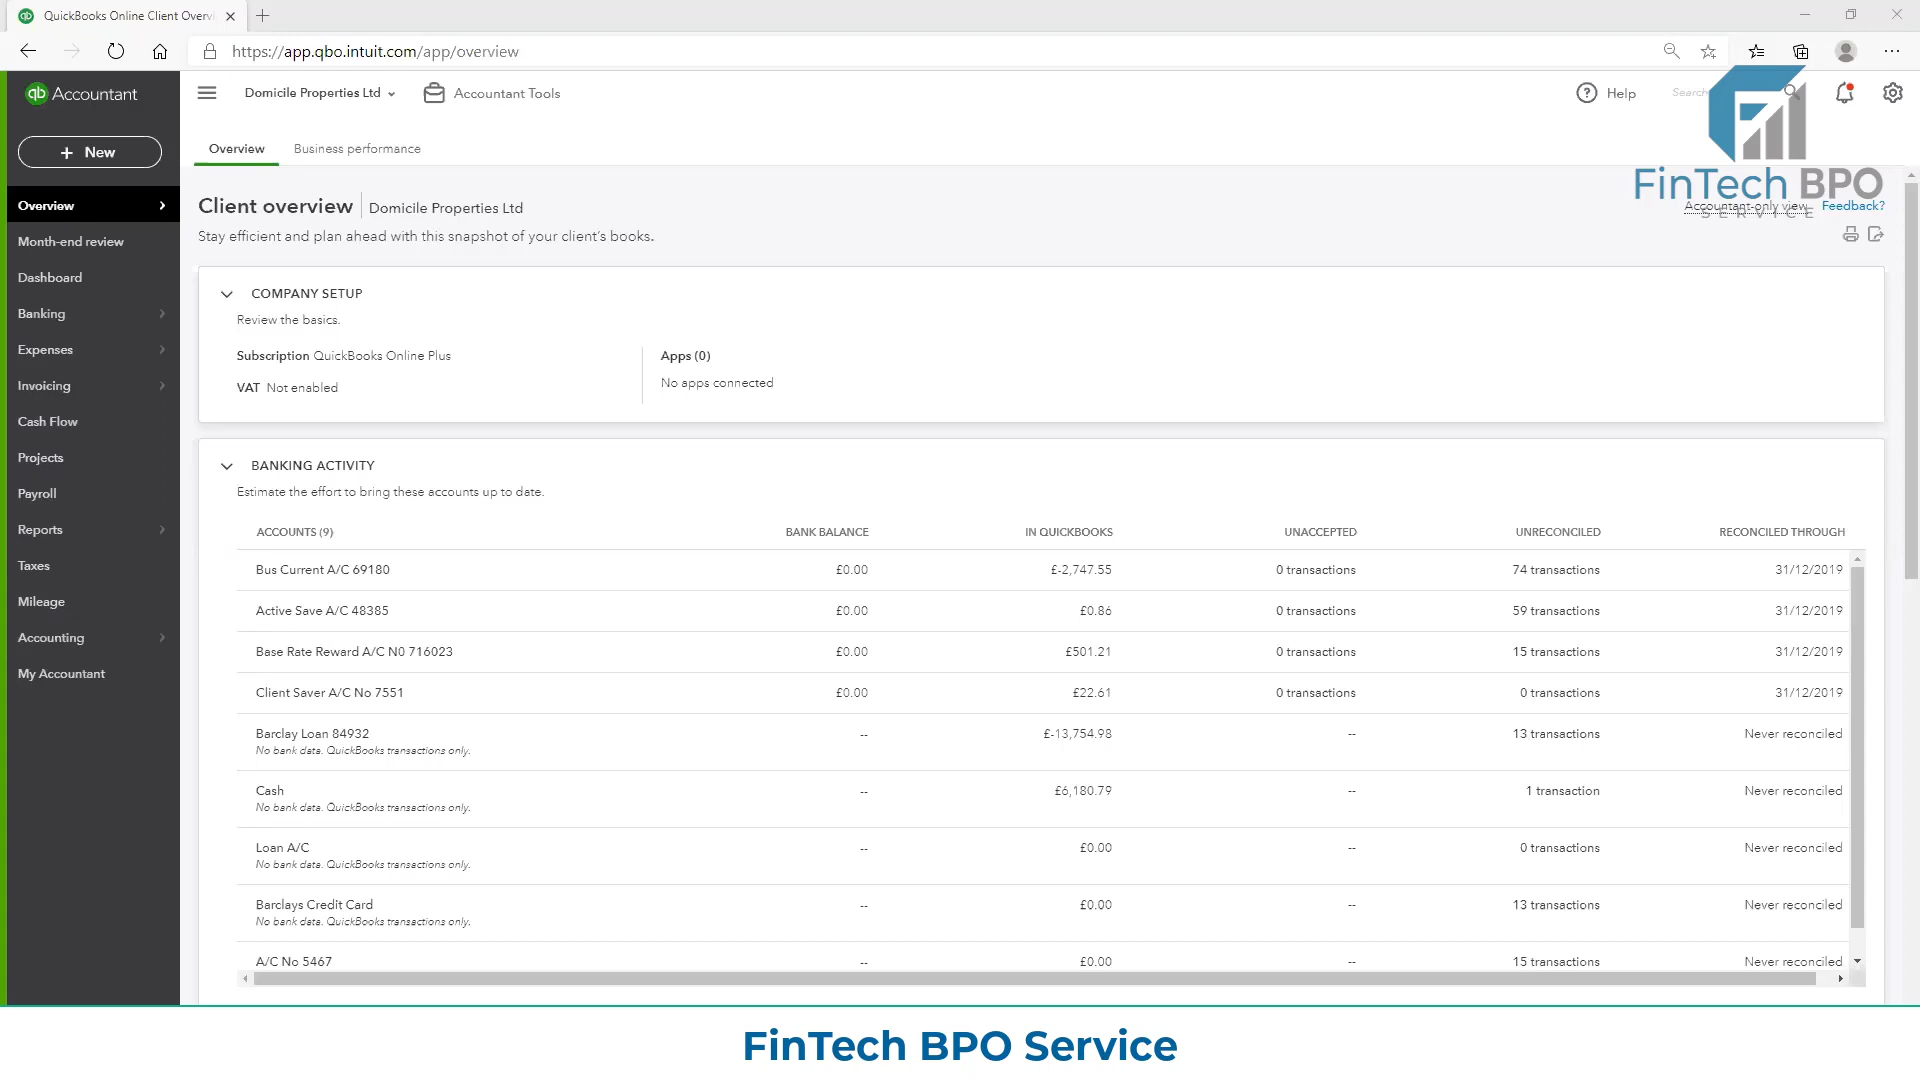 QuickBooks Online Client Overvi
https://app.qbo.intuit.com/app/overview
qb Accountant
Domicile Properties Ltd
Accountant Tools
Help
Search
+ New
Overview
Business performance
FinTech BPO
SERVICE
Overview
Month-end review
Dashboard
Banking
Expenses
Invoicing
Cash Flow
Projects
Payroll
Reports
Taxes
Mileage
Accounting
My Accountant
Client overview Domicile Properties Ltd
Accountant-only view Feedback?
Stay efficient and plan ahead with this snapshot of your client's books.
COMPANY SETUP
Review the basics.
Subscription QuickBooks Online Plus
Apps (0)
VAT Not enabled
No apps connected
BANKING ACTIVITY
Estimate the effort to bring these accounts up to date.
ACCOUNTS (9) BANK BALANCE IN QUICKBOOKS UNACCEPTED UNRECONCILED RECONCILED THROUGH
Bus Current A/C 69180 £0.00 £-2,747.55 0 transactions 74 transactions 31/12/2019
Active Save A/C 48385 £0.00 £0.86 0 transactions 59 transactions 31/12/2019
Base Rate Reward A/C N0 716023 £0.00 £501.21 0 transactions 15 transactions 31/12/2019
Client Saver A/C No 7551 £0.00 £22.61 0 transactions 0 transactions 31/12/2019
Barclay Loan 84932 -- £-13,754.98 -- 13 transactions Never reconciled
No bank data. QuickBooks transactions only.
Cash -- £6,180.79 -- 1 transaction Never reconciled
No bank data. QuickBooks transactions only.
Loan A/C -- £0.00 -- 0 transactions Never reconciled
No bank data. QuickBooks transactions only.
Barclays Credit Card -- £0.00 -- 13 transactions Never reconciled
No bank data. QuickBooks transactions only.
A/C No 5467 -- £0.00 -- 15 transactions Never reconciled
FinTech BPO Service